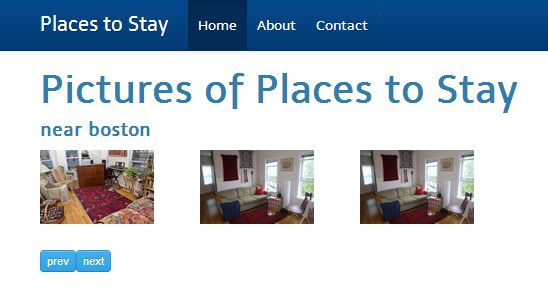 Places to Stay Home About Contact
Pictures of Places to Stay
near boston
prev next